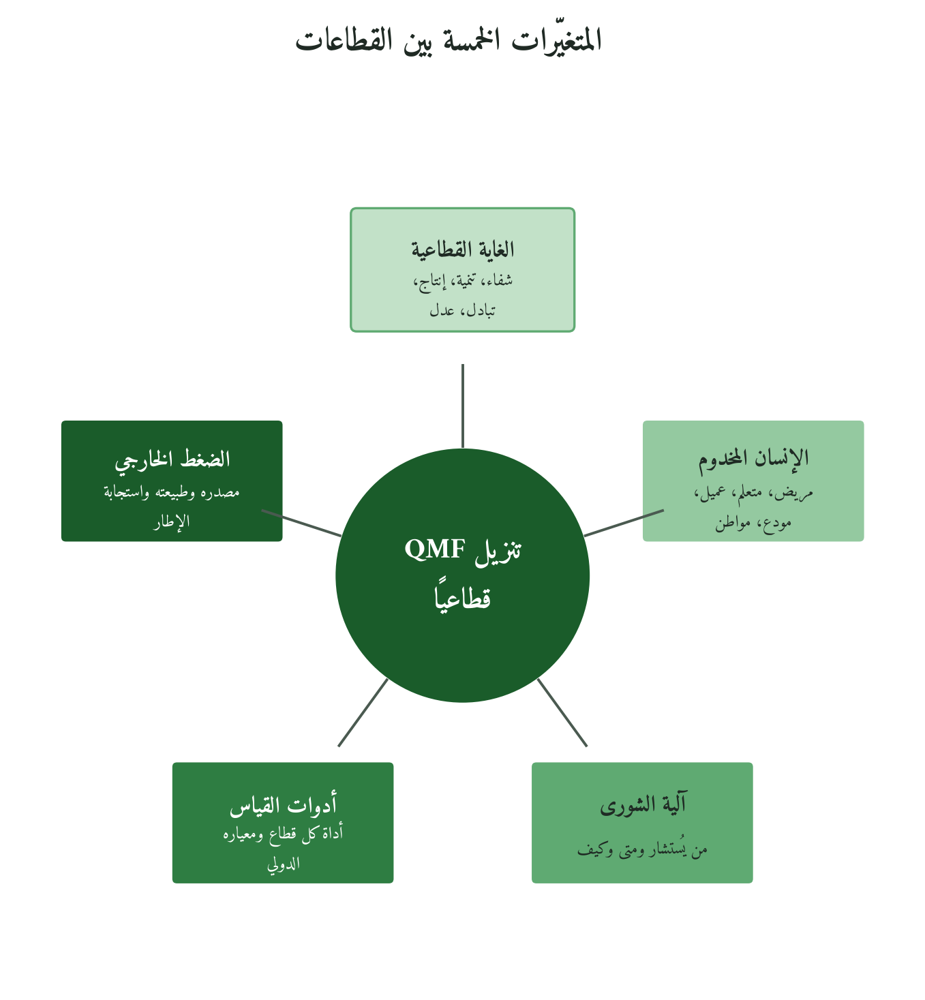 المتغيّرات الخمسة بين القطاعات
الغاية القطاعية
شفاء، تنمية، إنتاج،
تبادل، عدل
الإنسان المخدوم
مريض، متعلم، عميل،
مودع، مواطن
الضغط الخارجي
مصدره وطبيعته واستجابة
الإطار
تنزيل QMF
قطاعيًا
آلية الشورى
من يُستشار ومتى وكيف
أدوات القياس
أداة كل قطاع ومعياره
الدولي